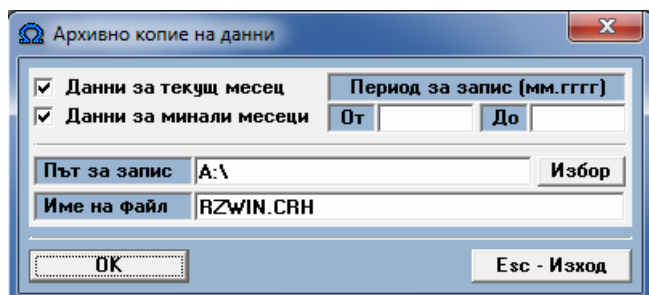 Архивно копие на данни
Данни за текущ месец
Период за запис (мм.гггг)
Данни за минали месеци
От
До
Път за запис
A:\
Избор
Име на файл
RZWIN.CRH
OK
Esc - Изход